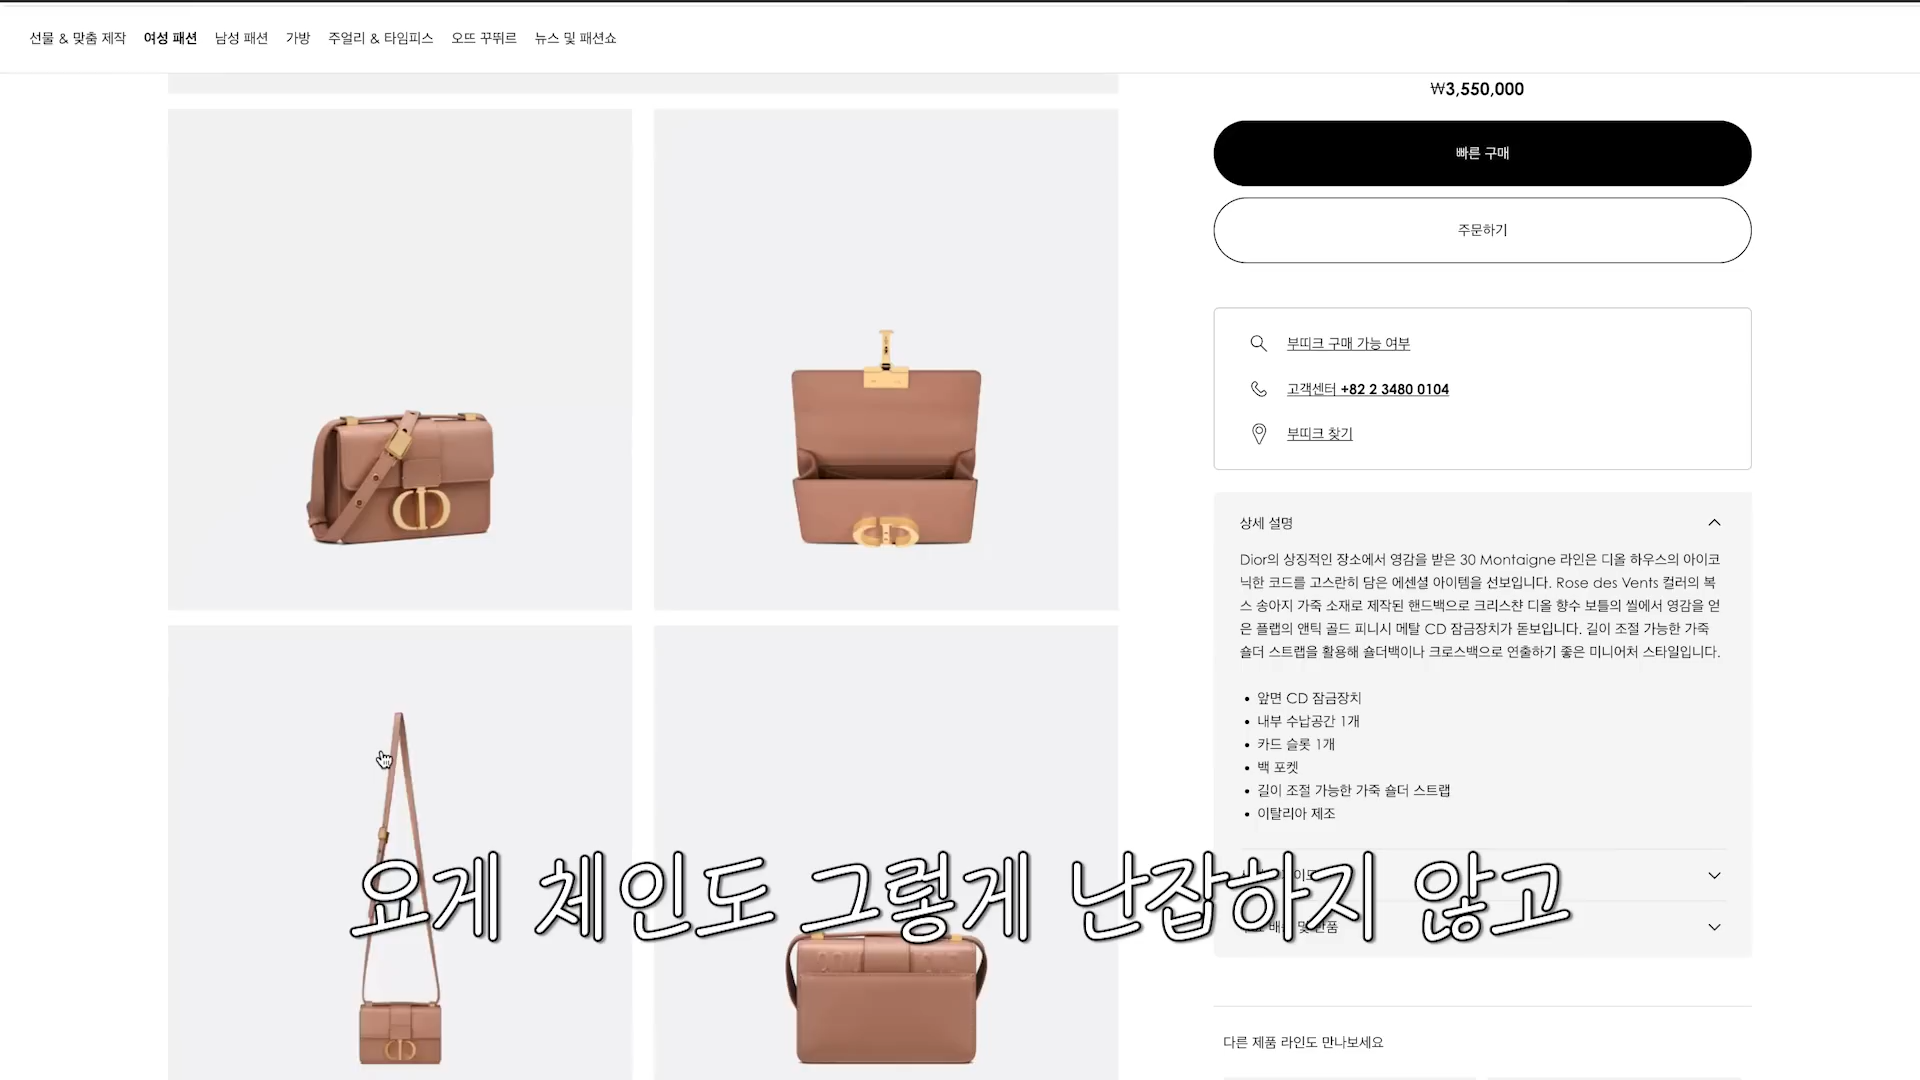 선물 & 맞춤 제작 여성 패션 남성 패션 가방 주얼리 & 타임피스 오뜨 꾸뛰르 뉴스 및 패션쇼
₩3,550,000
빠른 구매
주문하기
부띠크 구매 가능 여부
고객센터 +82 2 3480 0104
부띠크 찾기
상세 설명
Dior의 상징적인 장소에서 영감을 받은 30 Montaigne 라인은 디올 하우스의 아이코
닉한 코드를 고스란히 담은 에센셜 아이템을 선보입니다. Rose des Vents 컬러의 복
스 송아지 가죽 소재로 제작된 핸드백으로 크리스챤 디올 향수 보틀의 씰에서 영감을 얻
은 플랩의 앤틱 골드 피니시 메탈 CD 잠금장치가 돋보입니다. 길이 조절 가능한 가죽
숄더 스트랩을 활용해 숄더백이나 크로스백으로 연출하기 좋은 미니어처 스타일입니다.
• 앞면 CD 잠금장치
• 내부 수납공간 1개
• 카드 슬롯 1개
• 백 포켓
• 길이 조절 가능한 가죽 숄더 스트랩
• 이탈리아 제조
요게 체인도 그렇게 난잡하지 않고
다른 제품 라인도 만나보세요